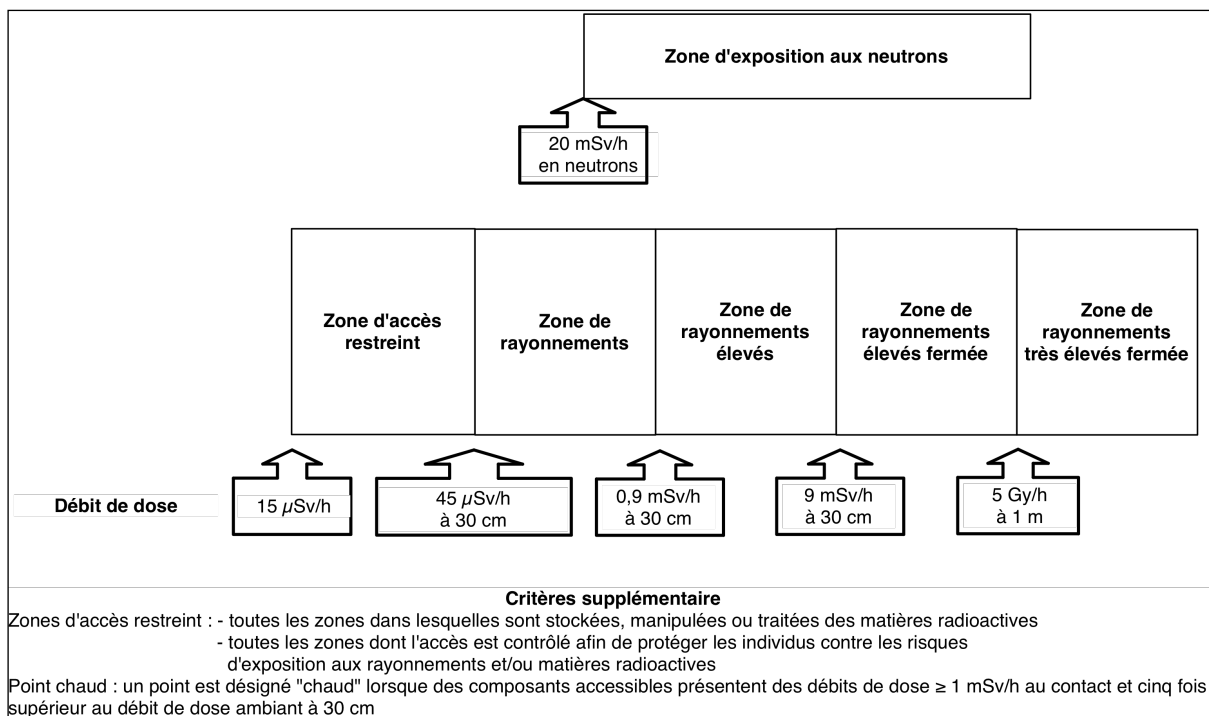 Zone d'exposition aux neutrons
20 mSv/h
en neutrons
Zone d'accès
restreint
Zone de
rayonnements
Zone de
rayonnements
élevés
Zone de
rayonnements
élevés fermée
Zone de
rayonnements
très élevés fermée
Débit de dose
15 µSv/h
45 µSv/h
à 30 cm
0,9 mSv/h
à 30 cm
9 mSv/h
à 30 cm
5 Gy/h
à 1 m
Critères supplémentaire
Zones d'accès restreint : - toutes les zones dans lesquelles sont stockées, manipulées ou traitées des matières radioactives
- toutes les zones dont l'accès est contrôlé afin de protéger les individus contre les risques
d'exposition aux rayonnements et/ou matières radioactives
Point chaud : un point est désigné "chaud" lorsque des composants accessibles présentent des débits de dose ≥ 1 mSv/h au contact et cinq fois
supérieur au débit de dose ambiant à 30 cm